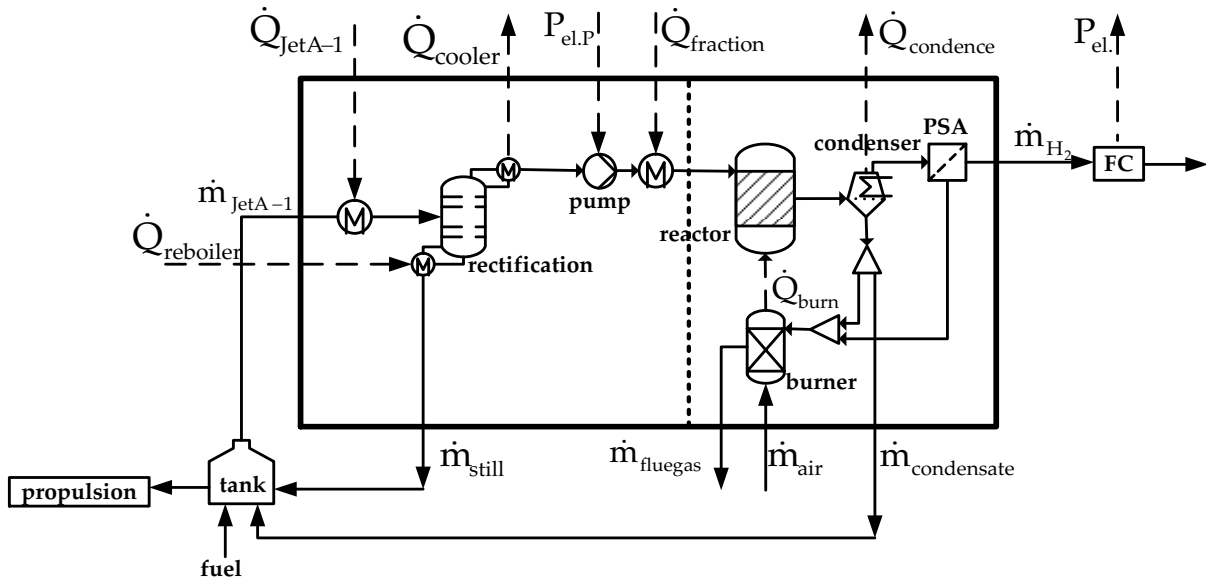 Q̇JetA–1
Q̇cooler
Pel.P
Q̇fraction
Q̇condence
Pel.
condenser
PSA
ṁH2
FC
ṁJetA–1
pump
reactor
Q̇reboiler
rectification
Q̇burn
burner
ṁstill
ṁfluegas
ṁair
ṁcondensate
propulsion
tank
fuel